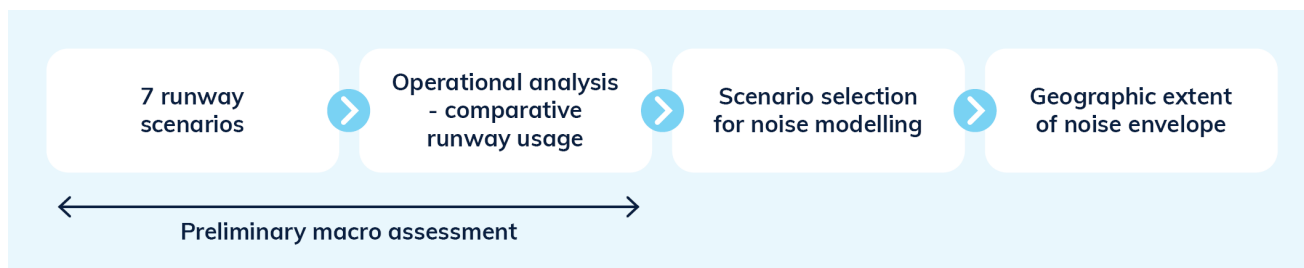 7 runway
scenarios
Operational analysis
- comparative
runway usage
Scenario selection
for noise modelling
Geographic extent
of noise envelope
Preliminary macro assessment